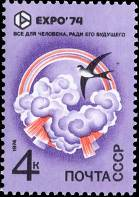 EXPO'74
ВСЕ ДЛЯ ЧЕЛОВЕКА, РАДИ ЕГО БУДУЩЕГО
1974
4К
ПОЧТА СССР